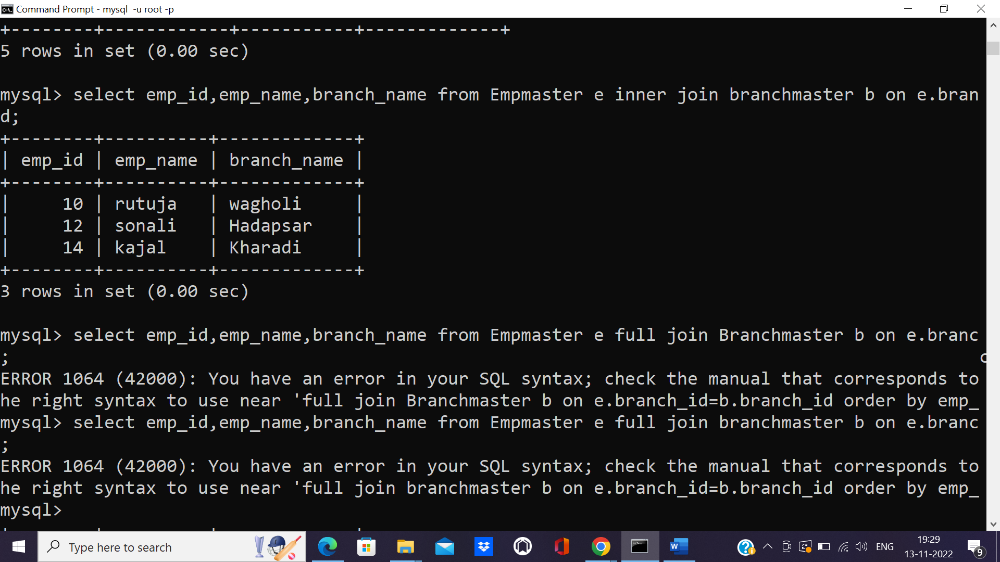 Command Prompt - mysql  -u root -p
+--------+------------+-----------+-------------+
5 rows in set (0.00 sec)
mysql> select emp_id,emp_name,branch_name from Empmaster e inner join branchmaster b on e.bran
d;
+--------+----------+-------------+
| emp_id | emp_name | branch_name |
+--------+----------+-------------+
|     10 | rutuja   | wagholi     |
|     12 | sonali   | Hadapsar    |
|     14 | kajal    | Kharadi     |
+--------+----------+-------------+
3 rows in set (0.00 sec)
mysql> select emp_id,emp_name,branch_name from Empmaster e full join Branchmaster b on e.branc
;
ERROR 1064 (42000): You have an error in your SQL syntax; check the manual that corresponds to
he right syntax to use near 'full join Branchmaster b on e.branch_id=b.branch_id order by emp_
mysql> select emp_id,emp_name,branch_name from Empmaster e full join branchmaster b on e.branc
;
ERROR 1064 (42000): You have an error in your SQL syntax; check the manual that corresponds to
he right syntax to use near 'full join branchmaster b on e.branch_id=b.branch_id order by emp_
mysql>
Type here to search
ENG
19:29
13-11-2022
9